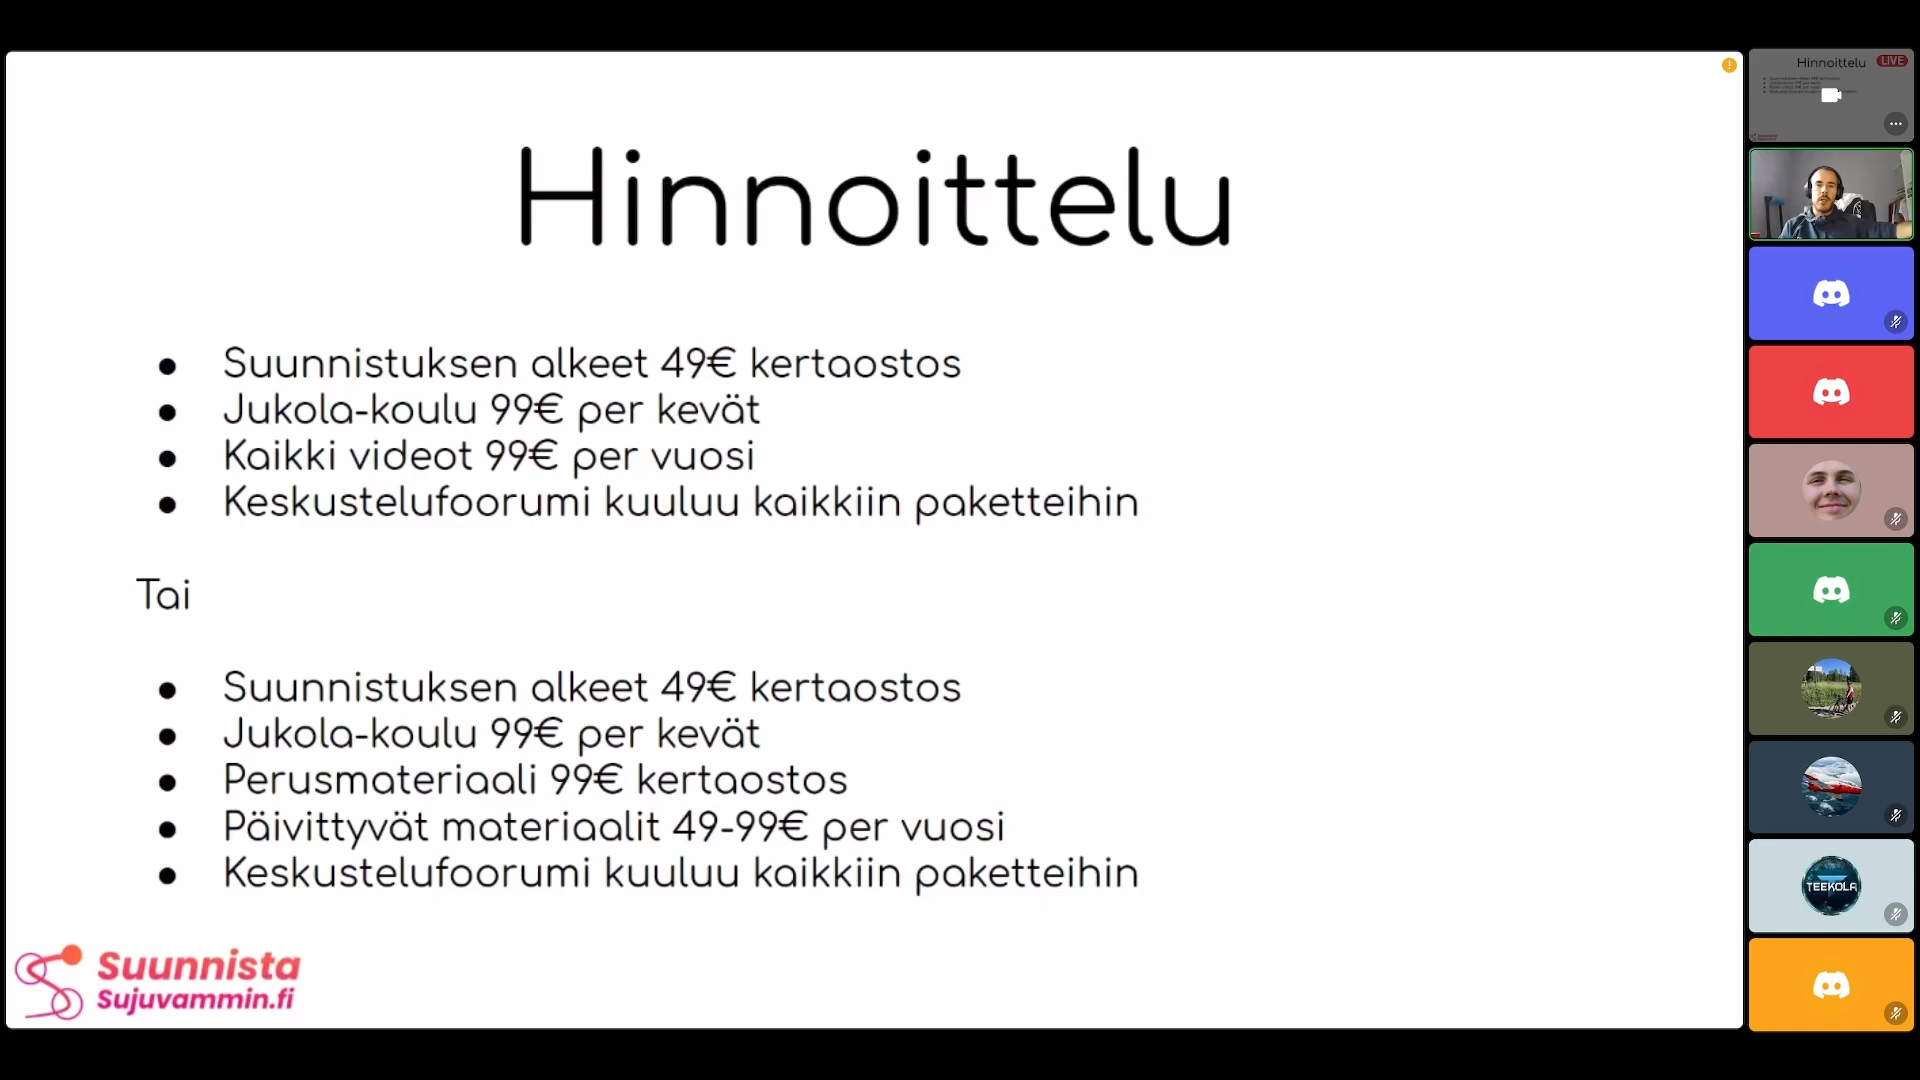 Hinnoittelu
● Suunnistuksen alkeet 49€ kertaostos
● Jukola-koulu 99€ per kevät
● Kaikki videot 99€ per vuosi
● Keskustelufoorumi kuuluu kaikkiin paketteihin
Tai
● Suunnistuksen alkeet 49€ kertaostos
● Jukola-koulu 99€ per kevät
● Perusmateriaali 99€ kertaostos
● Päivittyvät materiaalit 49-99€ per vuosi
● Keskustelufoorumi kuuluu kaikkiin paketteihin
Suunnista
Sujuvammin.fi
Hinnoittelu
LIVE
TEEKOLA